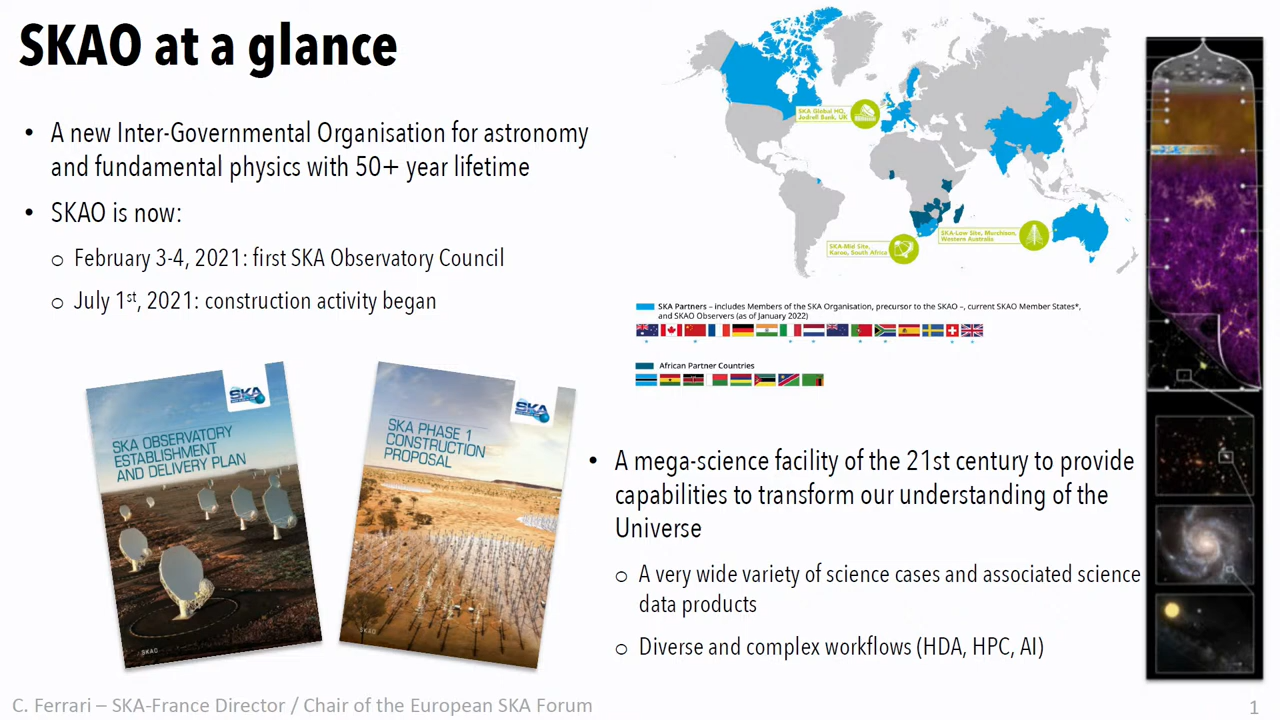 SKAO at a glance
• A new Inter-Governmental Organisation for astronomy
and fundamental physics with 50+ year lifetime
• SKAO is now:
o February 3-4, 2021: first SKA Observatory Council
o July 1st, 2021: construction activity began
SKA Global HQ,
Jodrell Bank, UK
SKA-Mid Site,
Karoo, South Africa
SKA-Low Site, Murchison,
Western Australia
SKA Partners – includes Members of the SKA Organisation, precursor to the SKAO –, current SKAO Member States*,
and SKAO Observers (as of January 2022)
African Partner Countries
SKA
SKA OBSERVATORY
ESTABLISHMENT
AND DELIVERY PLAN
SKAO
SKA
SKA PHASE 1
CONSTRUCTION
PROPOSAL
SKAO
• A mega-science facility of the 21st century to provide
capabilities to transform our understanding of the
Universe
o A very wide variety of science cases and associated science
data products
o Diverse and complex workflows (HDA, HPC, AI)
C. Ferrari – SKA-France Director / Chair of the European SKA Forum
1